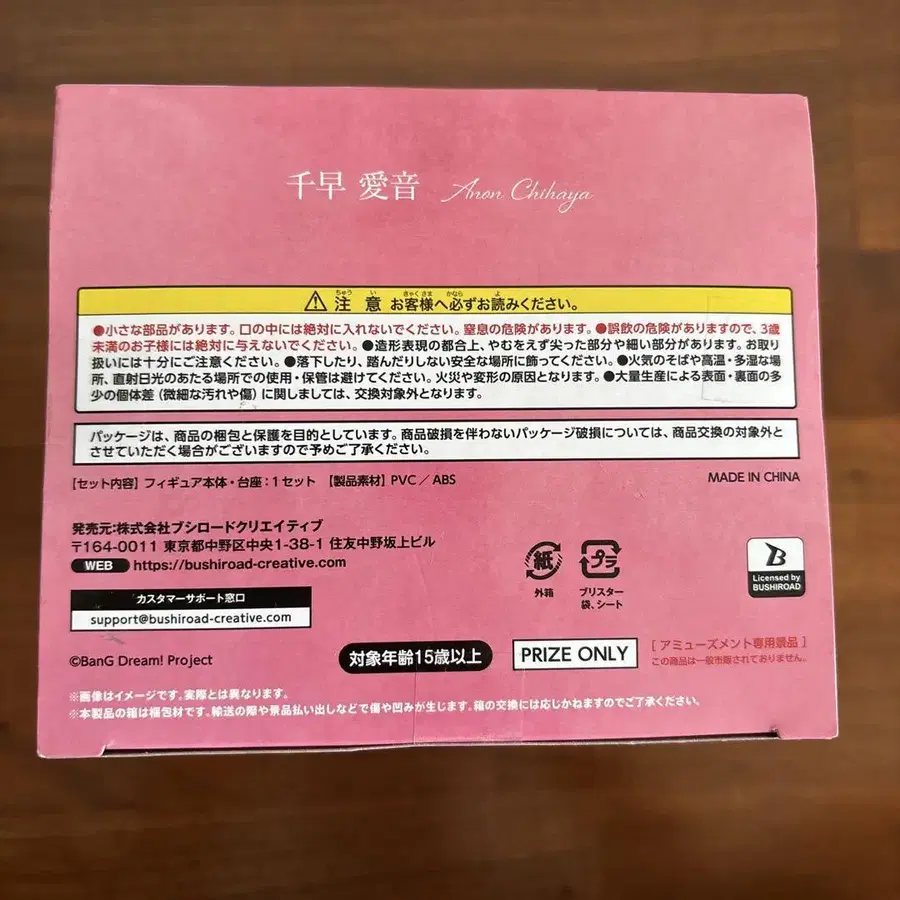 千早 愛音 Anon Chihaya
⚠ 注意 お客様へ必ずお読みください。
●小さな部品があります。口の中には絶対に入れないでください。窒息の危険があります。●誤飲の危険がありますので、3歳
未満のお子様には絶対に与えないでください。●造形表現の都合上、やむをえず尖った部分や細い部分があります。お取り
扱いには十分にご注意ください。●落下したり、踏んだりしない安全な場所に飾ってください。●火気のそばや高温・多湿な場
所、直射日光のあたる場所での使用・保管は避けてください。火災や変形の原因となります。●大量生産による表面・裏面の多
少の個体差(微細な汚れや傷)に関しましては、交換対象外となります。
パッケージは、商品の梱包と保護を目的としています。商品破損を伴わないパッケージ破損については、商品交換の対象外と
させていただく場合がございますので予めご了承ください。
【セット内容】フィギュア本体・台座:1セット 【製品素材】PVC/ABS
MADE IN CHINA
発売元:株式会社ブシロードクリエイティブ
〒164-0011 東京都中野区中央1-38-1 住友中野坂上ビル
WEB https://bushiroad-creative.com
カスタマーサポート窓口
support@bushiroad-creative.com
紙
外箱
プラ
ブリスター
袋、シート
B
Licensed by
BUSHIROAD
©BanG Dream! Project
対象年齢15歳以上
PRIZE ONLY
[アミューズメント専用景品]
この商品は一般市販されておりません。
※画像はイメージです。実際とは異なります。
※本製品の箱は梱包材です。輸送の際や景品払い出しなどで傷や凹みが生じます。箱の交換には応じかねますのでご了承ください。